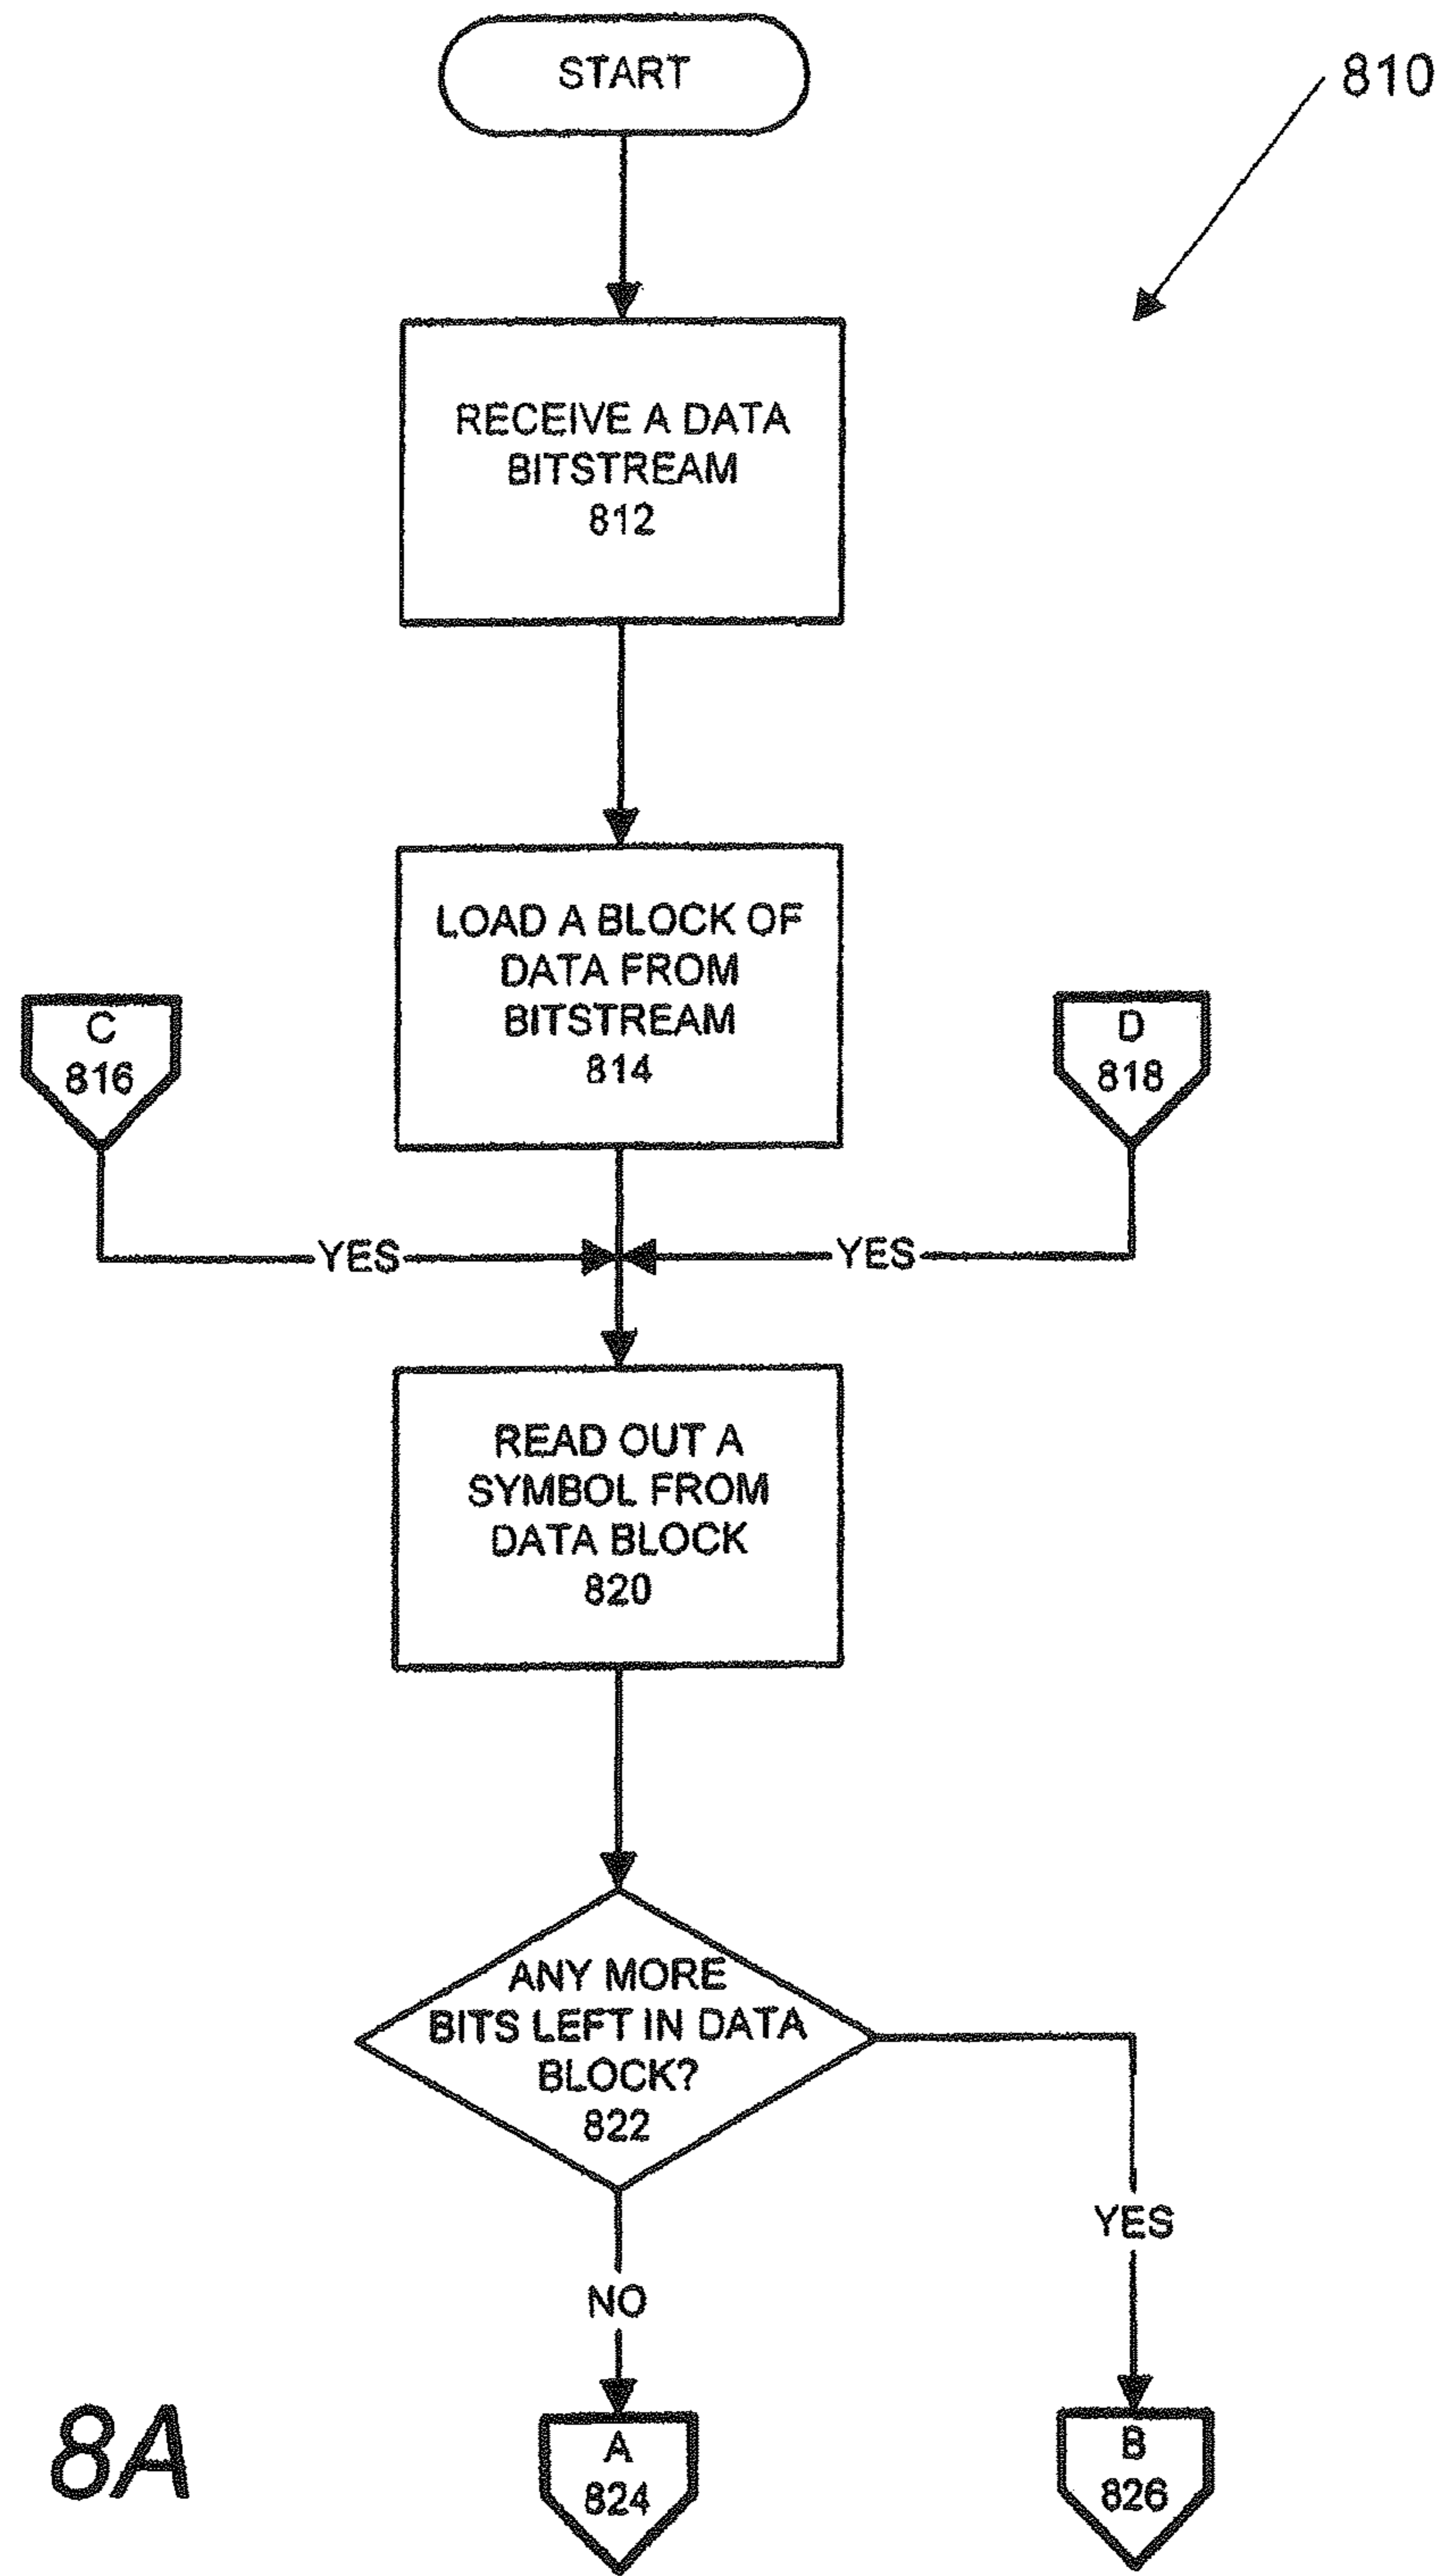 START
810
RECEIVE A DATA
BITSTREAM
812
LOAD A BLOCK OF
DATA FROM
BITSTREAM
814
C
816
D
818
YES
YES
READ OUT A
SYMBOL FROM
DATA BLOCK
820
ANY MORE
BITS LEFT IN DATA
BLOCK?
822
YES
NO
A
824
B
826
8A